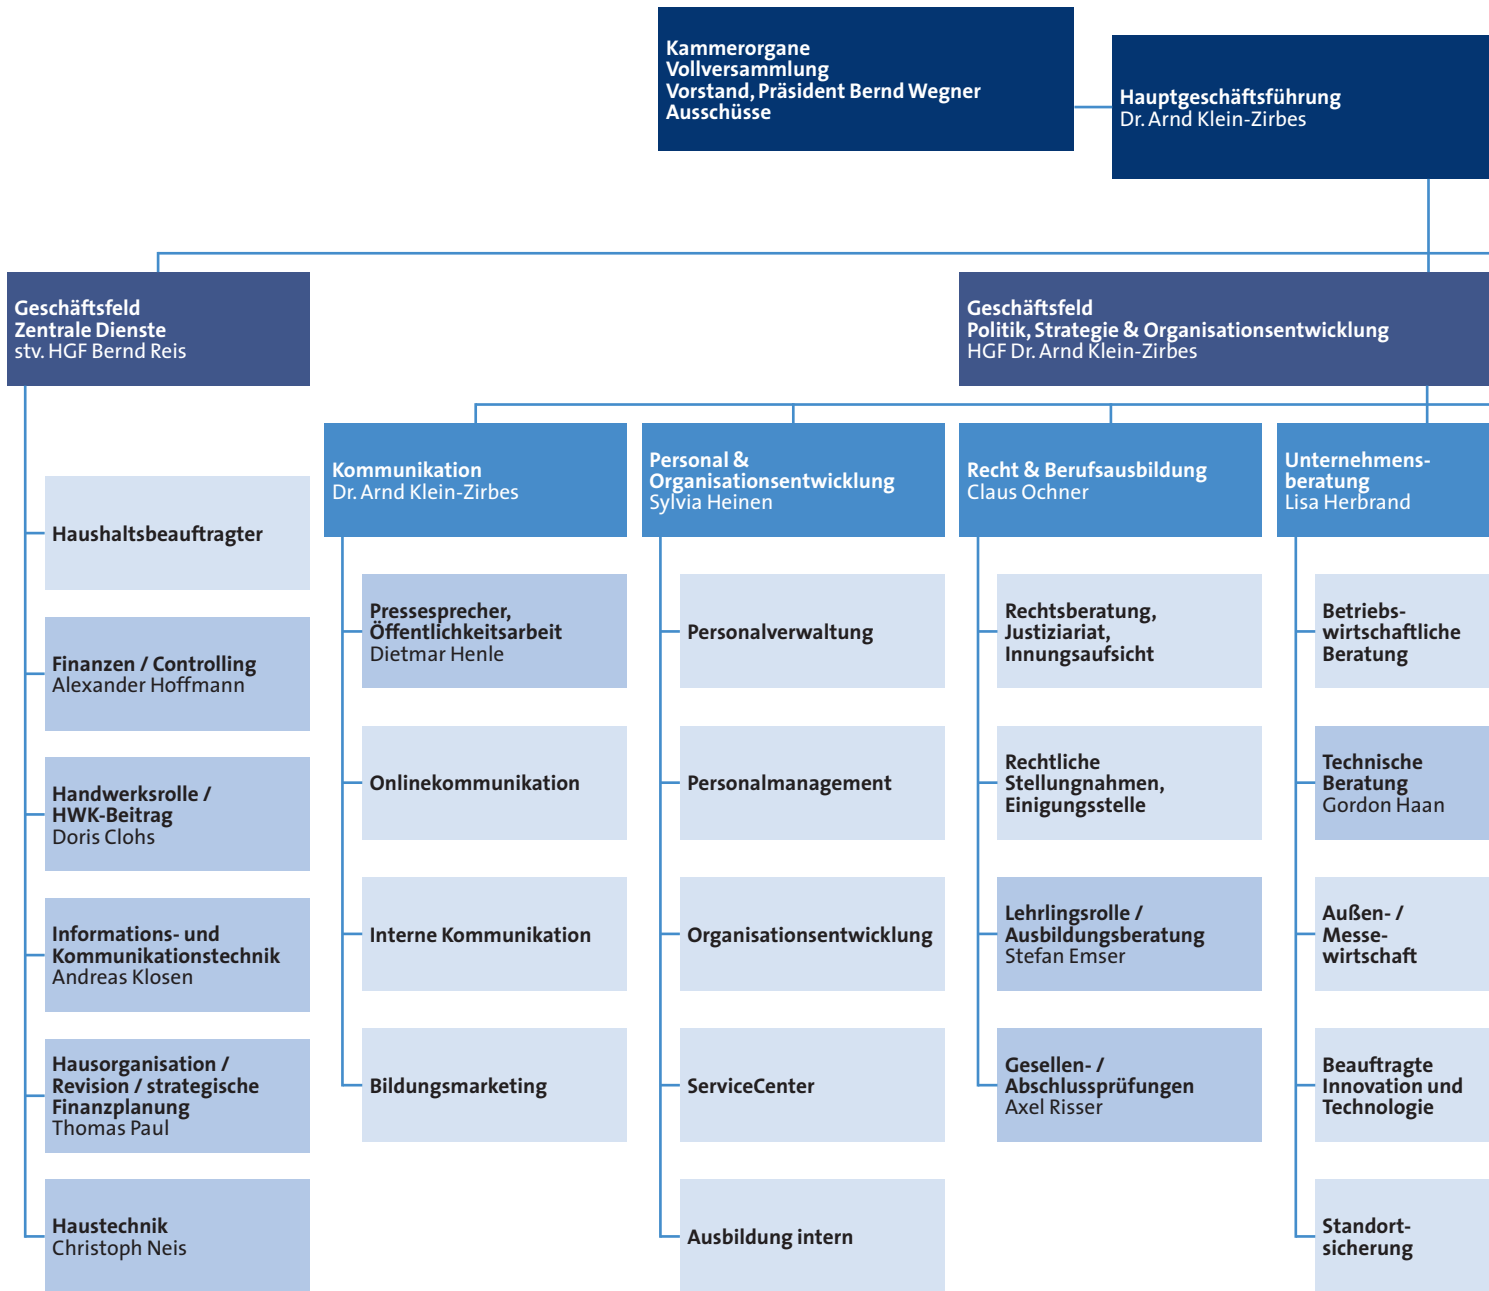 Kammerorgane
Vollversammlung
Vorstand, Präsident Bernd Wegner
Ausschüsse
Hauptgeschäftsführung
Dr. Arnd Klein-Zirbes
Geschäftsfeld
Zentrale Dienste
stv. HGF Bernd Reis
Geschäftsfeld
Politik, Strategie & Organisationsentwicklung
HGF Dr. Arnd Klein-Zirbes
Haushaltsbeauftragter
Finanzen / Controlling
Alexander Hoffmann
Handwerksrolle /
HWK-Beitrag
Doris Clohs
Informations- und
Kommunikationstechnik
Andreas Klosen
Hausorganisation /
Revision / strategische
Finanzplanung
Thomas Paul
Haustechnik
Christoph Neis
Kommunikation
Dr. Arnd Klein-Zirbes
Pressesprecher,
Öffentlichkeitsarbeit
Dietmar Henle
Onlinekommunikation
Interne Kommunikation
Bildungsmarketing
Personal &
Organisationsentwicklung
Sylvia Heinen
Personalverwaltung
Personalmanagement
Organisationsentwicklung
ServiceCenter
Ausbildung intern
Recht & Berufsausbildung
Claus Ochner
Rechtsberatung,
Justiziariat,
Innungsaufsicht
Rechtliche
Stellungnahmen,
Einigungsstelle
Lehrlingsrolle /
Ausbildungsberatung
Stefan Emser
Gesellen- /
Abschlussprüfungen
Axel Risser
Unternehmens-
beratung
Lisa Herbrand
Betriebs-
wirtschaftliche
Beratung
Technische
Beratung
Gordon Haan
Außen- /
Messe-
wirtschaft
Beauftragte
Innovation und
Technologie
Standort-
sicherung